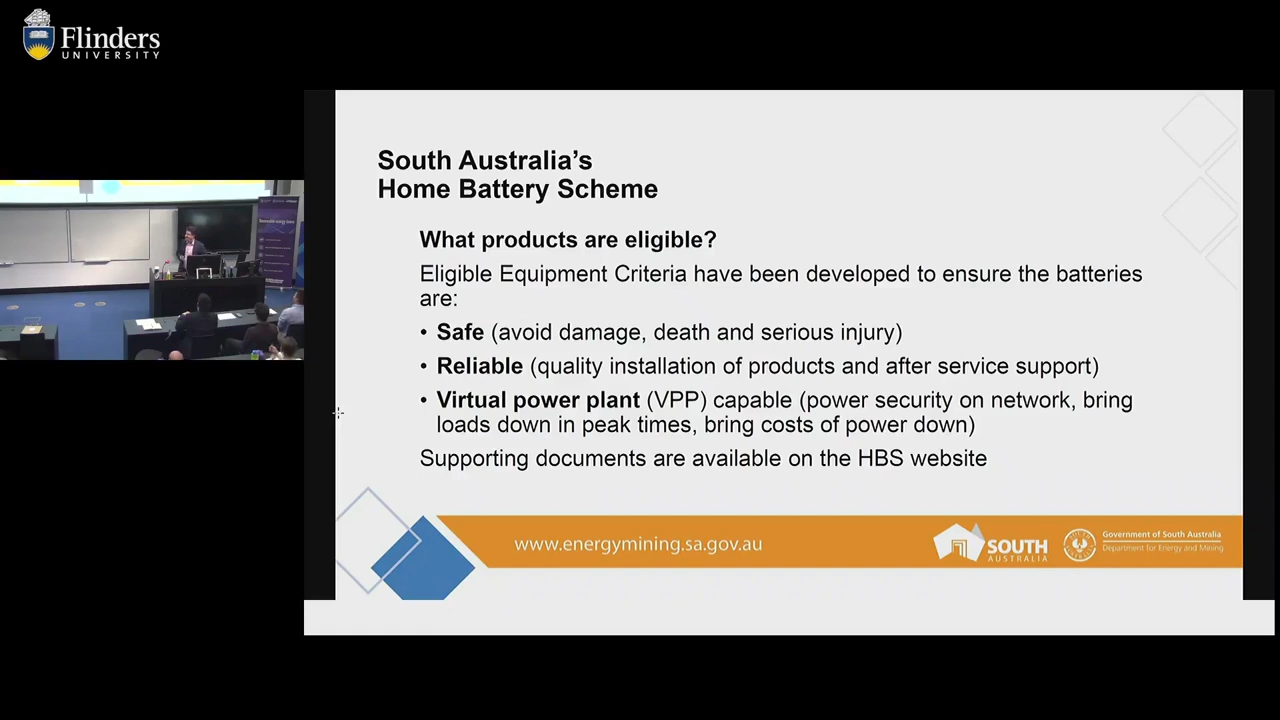 Flinders
UNIVERSITY
South Australia's
Home Battery Scheme
What products are eligible?
Eligible Equipment Criteria have been developed to ensure the batteries
are:
• Safe (avoid damage, death and serious injury)
• Reliable (quality installation of products and after service support)
• Virtual power plant (VPP) capable (power security on network, bring
loads down in peak times, bring costs of power down)
Supporting documents are available on the HBS website
www.energymining.sa.gov.au
SOUTH
AUSTRALIA
Government of South Australia
Department for Energy and Mining